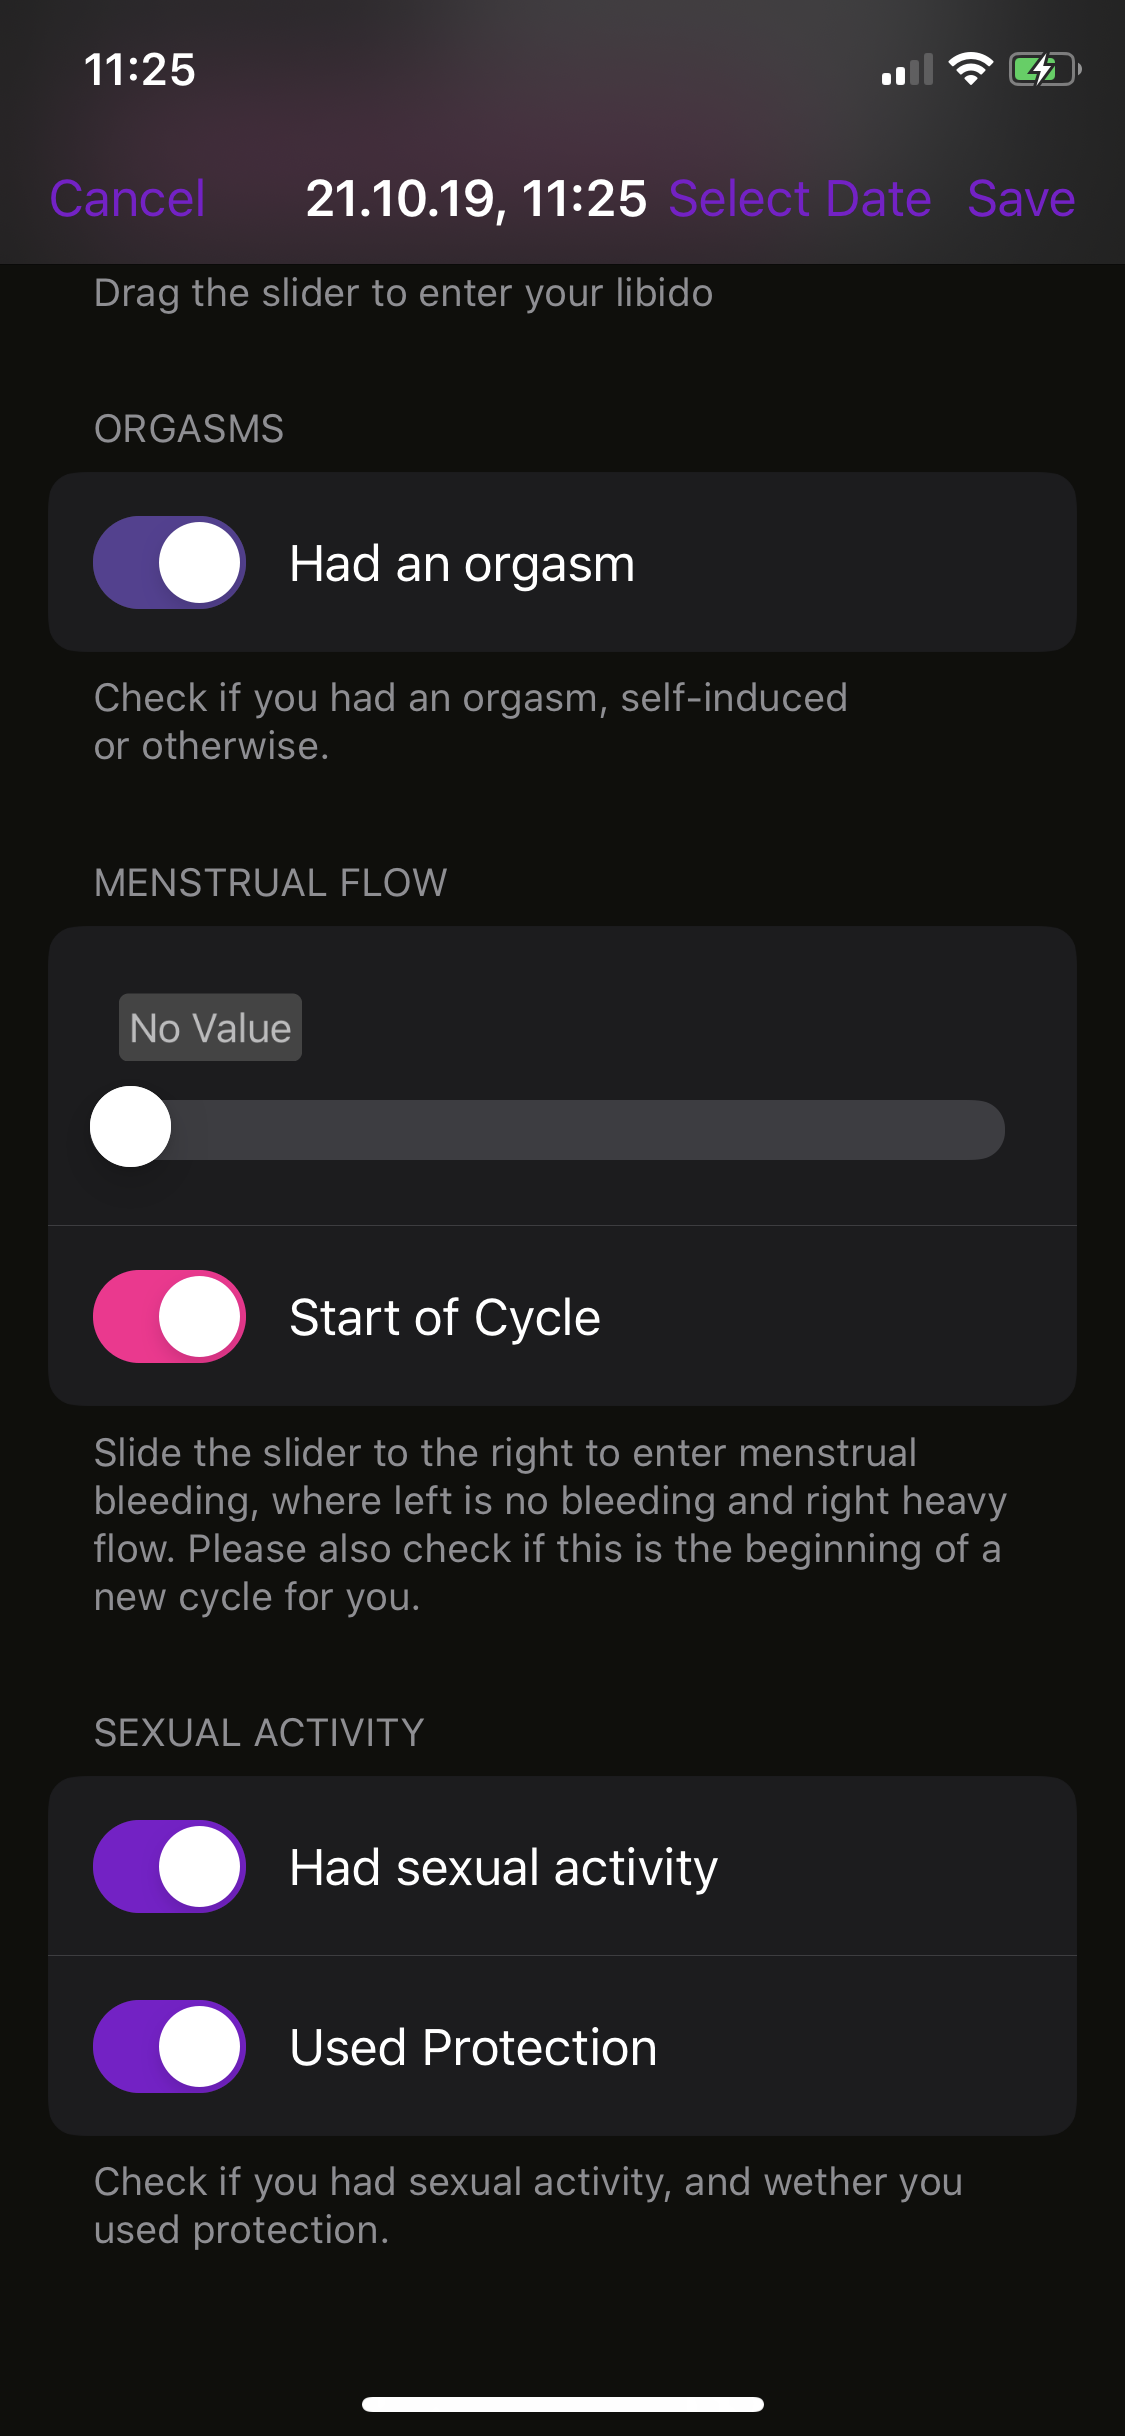 11:25
Cancel 21.10.19, 11:25 Select Date Save
Drag the slider to enter your libido
ORGASMS
Had an orgasm
Check if you had an orgasm, self-induced
or otherwise.
MENSTRUAL FLOW
No Value
Start of Cycle
Slide the slider to the right to enter menstrual
bleeding, where left is no bleeding and right heavy
flow. Please also check if this is the beginning of a
new cycle for you.
SEXUAL ACTIVITY
Had sexual activity
Used Protection
Check if you had sexual activity, and wether you
used protection.